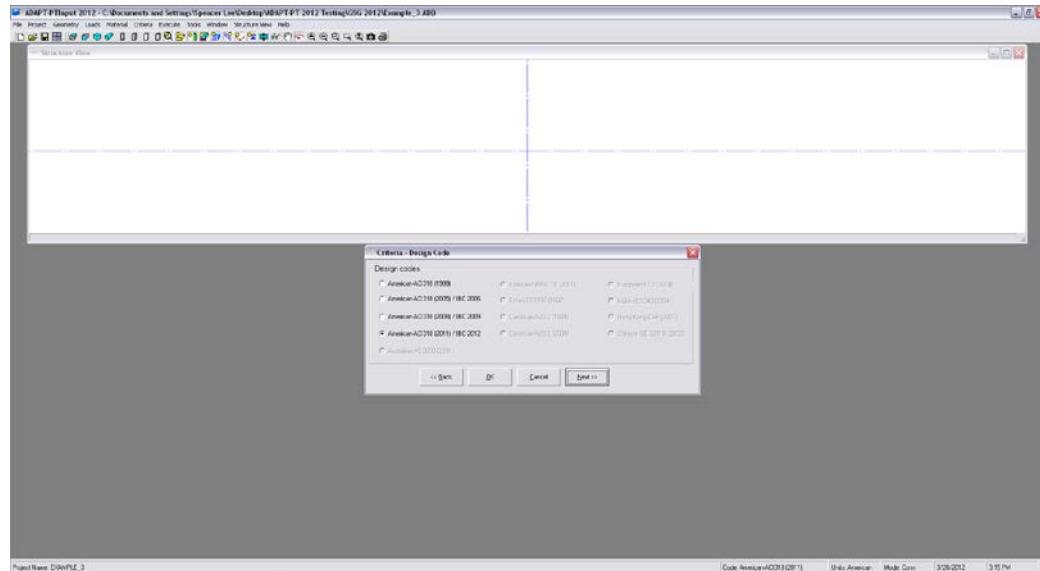 ADAPT-PTInput 2012 - C:\Documents and Settings\Spencer Lee\Desktop\ADAPT-PT 2012 Testing\GSG 2012\Example_3.ADB
File Project Geometry Loads Material Criteria Execute Tools Window Structure View Help
Structure View
Criteria - Design Code
Design codes
American-ACI318 (1999)
American-ACI318 (2005) / IBC 2006
American-ACI318 (2008) / IBC 2009
American-ACI318 (2011) / IBC 2012
<< Back OK Cancel Next >>
Project Name: EXAMPLE_3 Code: American-ACI318 (2011) Units: American Mode: Conv 3/28/2012 3:15 PM